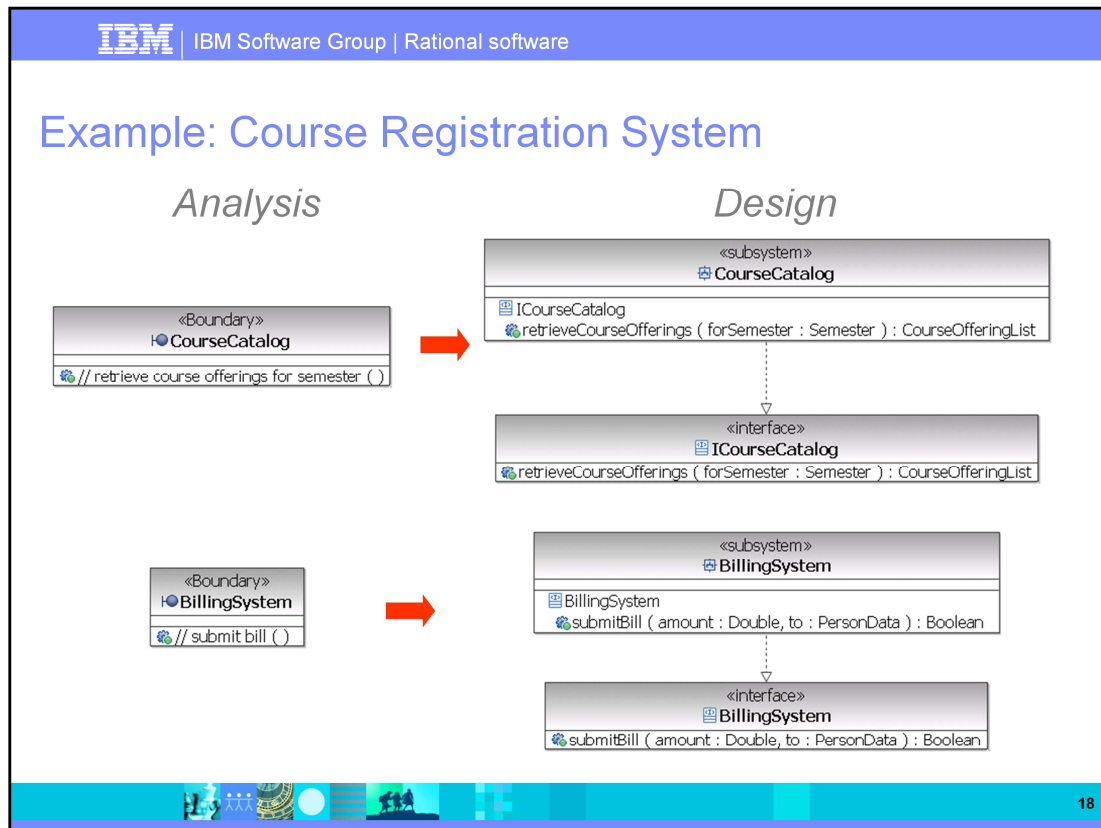 IBM | IBM Software Group | Rational software
Example: Course Registration System
Analysis
Design
«Boundary»
CourseCatalog
// retrieve course offerings for semester ( )
«subsystem»
CourseCatalog
ICourseCatalog
retrieveCourseOfferings ( forSemester : Semester ) : CourseOfferingList
«interface»
ICourseCatalog
retrieveCourseOfferings ( forSemester : Semester ) : CourseOfferingList
«Boundary»
BillingSystem
// submit bill ( )
«subsystem»
BillingSystem
BillingSystem
submitBill ( amount : Double, to : PersonData ) : Boolean
«interface»
BillingSystem
submitBill ( amount : Double, to : PersonData ) : Boolean
18